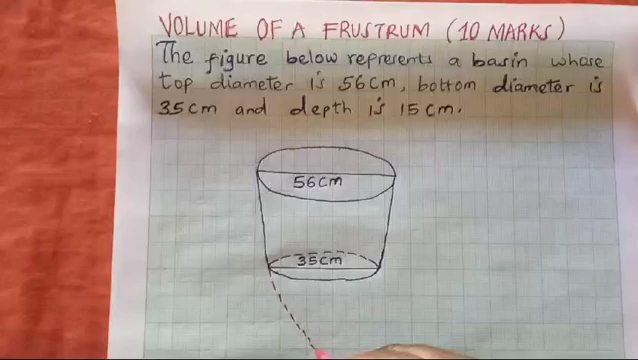 VOLUME OF A FRUSTRUM (10 MARKS)
The figure below represents a basin whose
top diameter is 56cm, bottom diameter is
35cm and depth is 15cm.
56cm
35cm